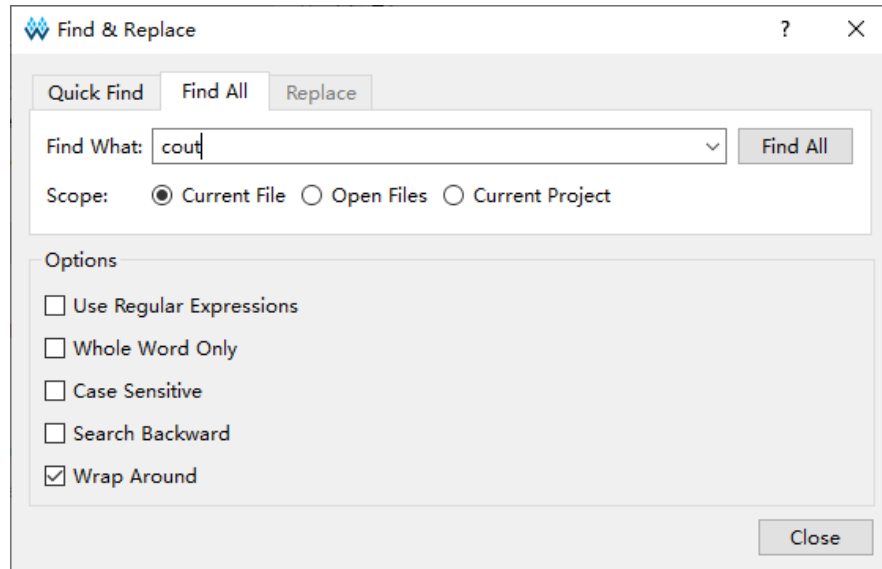 Find & Replace ?
Quick Find Find All Replace
Find What: cout Find All
Scope: Current File Open Files Current Project
Options
Use Regular Expressions
Whole Word Only
Case Sensitive
Search Backward
Wrap Around
Close